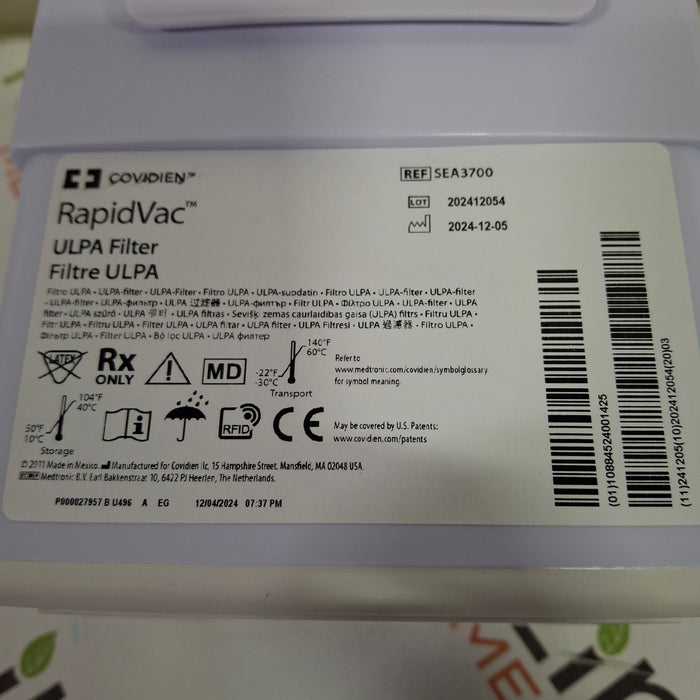 COVIDIEN™
RapidVac™
ULPA Filter
Filtre ULPA
REF SEA3700
LOT 202412054
2024-12-05
Filtro ULPA • ULPA-filter • ULPA-Filter • Filtro ULPA • ULPA-suodatin • Filtro ULPA • ULPA-filter • ULPA-filter
• ULPA-filter • ULPA-фильтр • ULPA 过滤器 • ULPA-филтър • Filtr ULPA • Φίλτρο ULPA • ULPA-filter • ULPA
filter • ULPA szűrő • ULPA 필터 • ULPA filtras • Sevišķi zemas caurlaidības gaisa (ULPA) filtrs • Filtru ULPA •
Filtr ULPA • Filtru ULPA • Filter ULPA • ULPA filtar • ULPA filter • ULPA Filtresi • ULPA 過濾器 • Filtro ULPA •
Фільтр ULPA • Filter ULPA • Bộ lọc ULPA • ULPA филтер
LATEX
Rx
ONLY
MD
-22°F
-30°C
140°F
60°C
Transport
Refer to
www.medtronic.com/covidien/symbolglossary
for symbol meaning.
50°F
10°C
104°F
40°C
Storage
i
RFID
CE
May be covered by U.S. Patents:
www.covidien.com/patents
© 2011 Made in Mexico. Manufactured for Covidien llc, 15 Hampshire Street, Mansfield, MA 02048 USA.
EC REP Medtronic B.V. Earl Bakkenstraat 10, 6422 PJ Heerlen, The Netherlands.
P000027957 B U496 A EG 12/04/2024 07:37 PM
(01)10884524001425
(11)241205(10)202412054(20)03